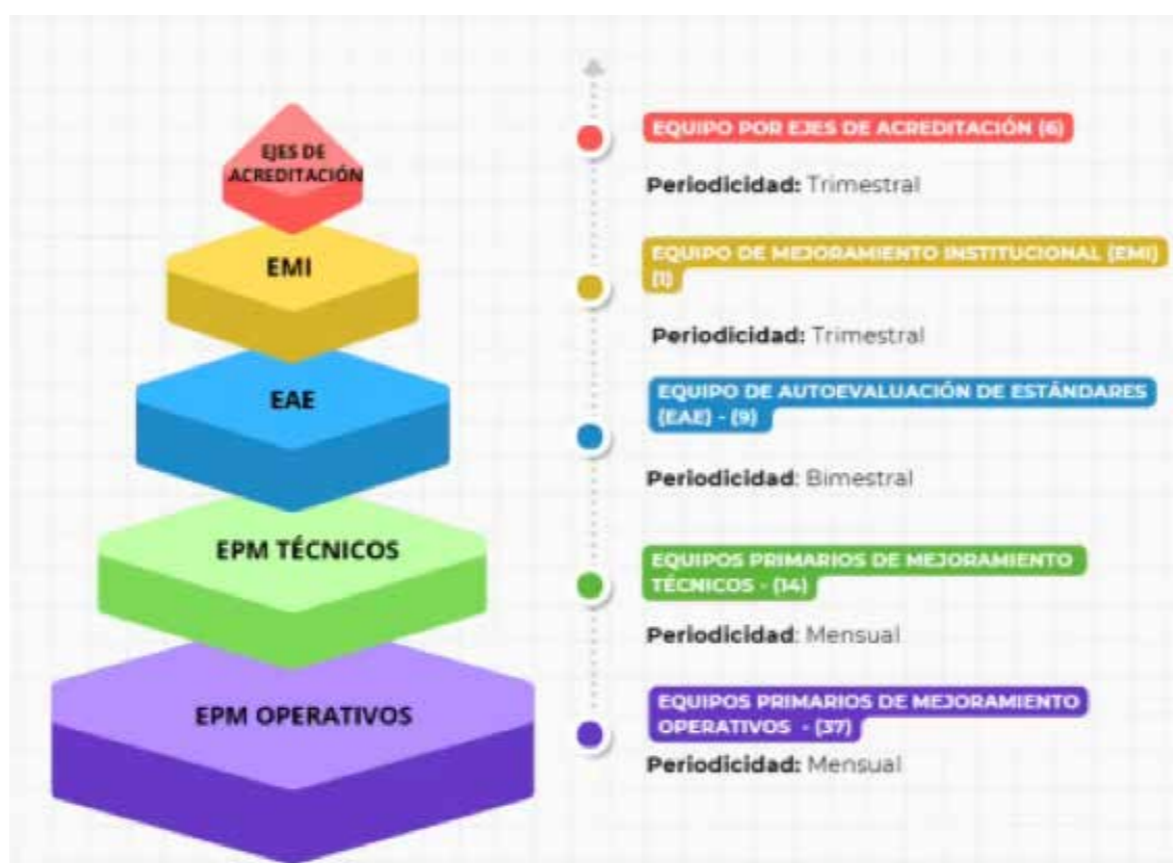 EJES DE
ACREDITACIÓN
EMI
EAE
EPM TÉCNICOS
EPM OPERATIVOS
EQUIPO POR EJES DE ACREDITACIÓN (6)
Periodicidad: Trimestral
EQUIPO DE MEJORAMIENTO INSTITUCIONAL (EMI)
(1)
Periodicidad: Trimestral
EQUIPO DE AUTOEVALUACIÓN DE ESTÁNDARES
(EAE) - (9)
Periodicidad: Bimestral
EQUIPOS PRIMARIOS DE MEJORAMIENTO
TÉCNICOS - (14)
Periodicidad: Mensual
EQUIPOS PRIMARIOS DE MEJORAMIENTO
OPERATIVOS - (37)
Periodicidad: Mensual